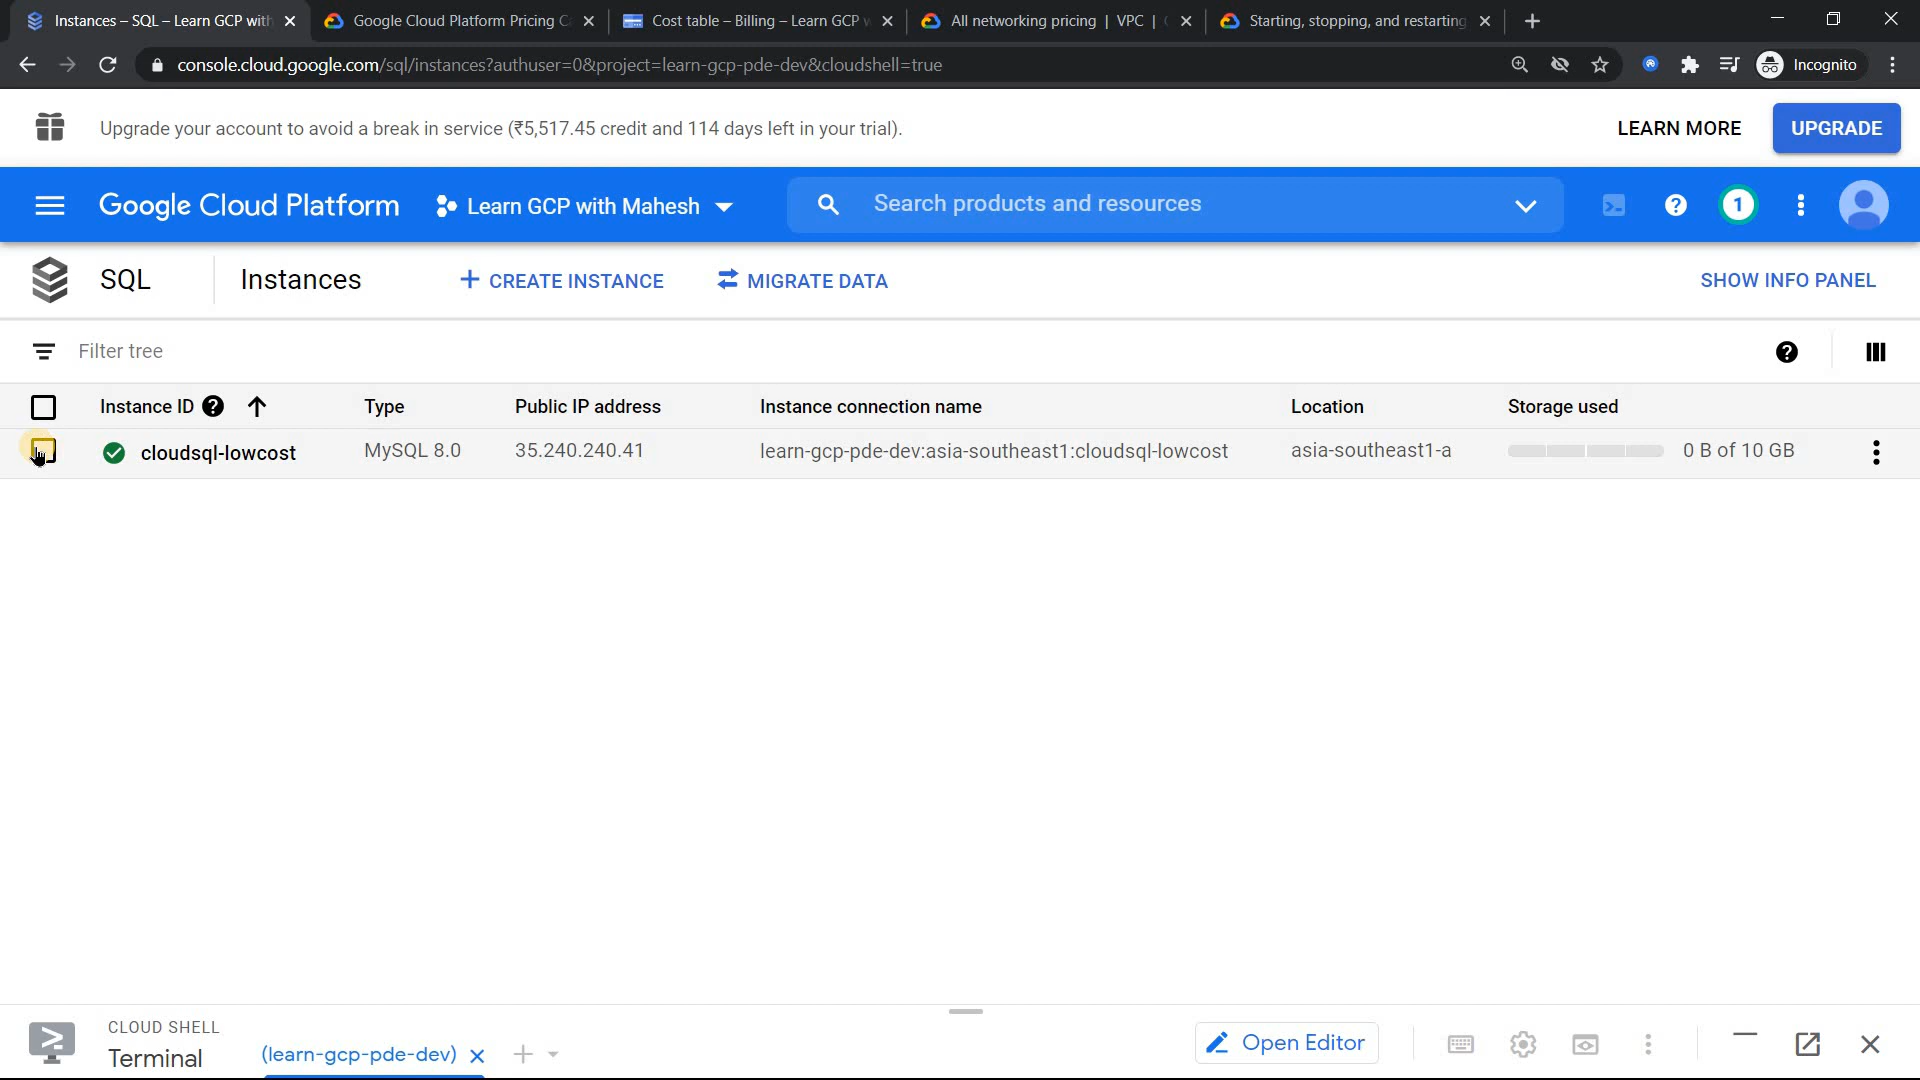 Instances – SQL – Learn GCP with
Google Cloud Platform Pricing C
Cost table – Billing – Learn GCP w
All networking pricing | VPC |
Starting, stopping, and restarting
console.cloud.google.com/sql/instances?authuser=0&project=learn-gcp-pde-dev&cloudshell=true
Incognito
Upgrade your account to avoid a break in service (₹5,517.45 credit and 114 days left in your trial).
LEARN MORE
UPGRADE
Google Cloud Platform
Learn GCP with Mahesh
Search products and resources
1
SQL
Instances
CREATE INSTANCE
MIGRATE DATA
SHOW INFO PANEL
Filter tree
Instance ID Type Public IP address Instance connection name Location Storage used
cloudsql-lowcost MySQL 8.0 35.240.240.41 learn-gcp-pde-dev:asia-southeast1:cloudsql-lowcost asia-southeast1-a 0 B of 10 GB
CLOUD SHELL
Terminal
(learn-gcp-pde-dev)
Open Editor